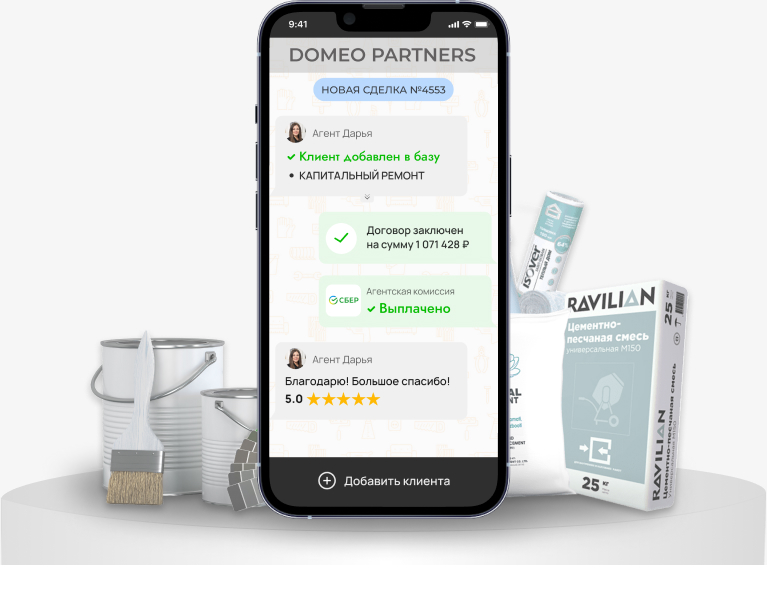 9:41
DOMEO PARTNERS
НОВАЯ СДЕЛКА №4553
Агент Дарья
Клиент добавлен в базу
• КАПИТАЛЬНЫЙ РЕМОНТ
Договор заключен
на сумму 1 071 428 ₽
Агентская комиссия
СБЕР
Выплачено
Агент Дарья
Благодарю! Большое спасибо!
5.0
Добавить клиента
isover
RAVILIAN
25 КГ
Цементно-
песчаная смесь
универсальная М150
RAVILIAN
Цементно-песчаная смесь
25 КГ